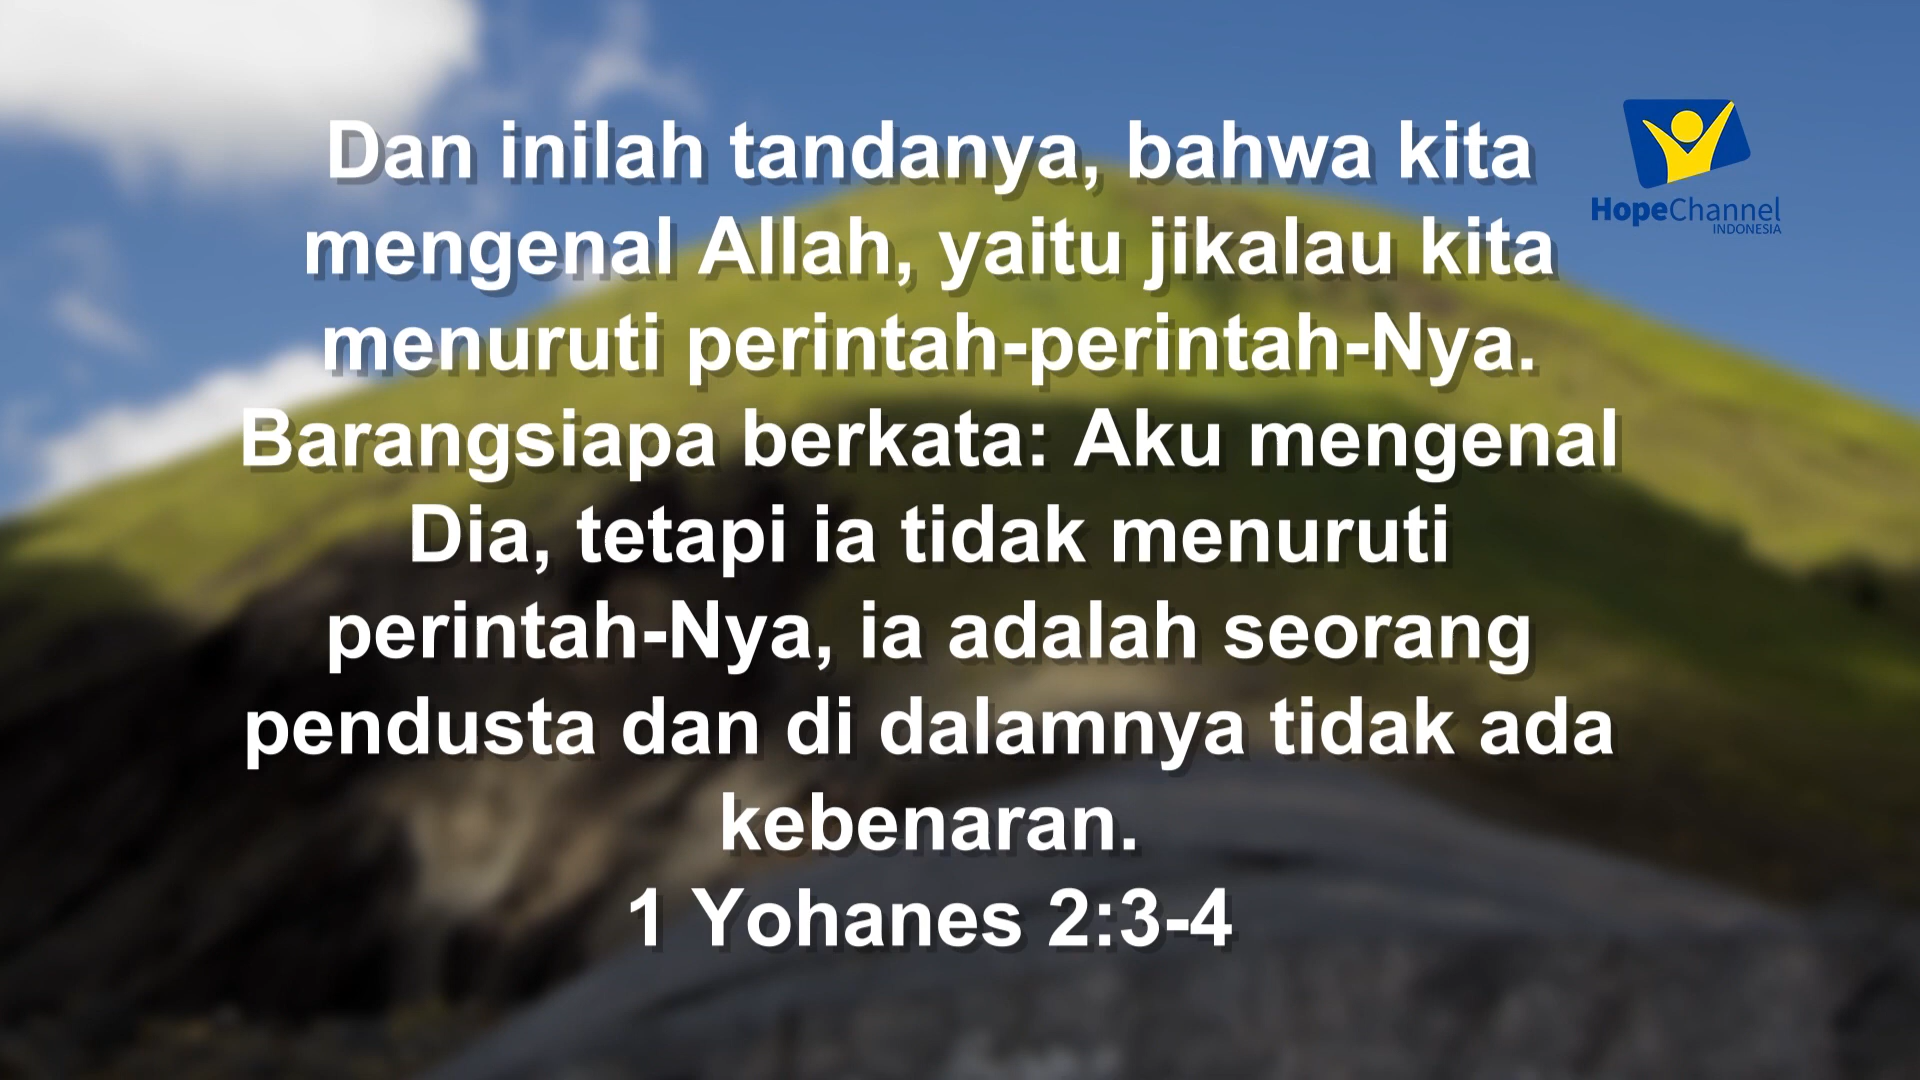 Dan inilah tandanya, bahwa kita
mengenal Allah, yaitu jikalau kita
menuruti perintah-perintah-Nya.
Barangsiapa berkata: Aku mengenal
Dia, tetapi ia tidak menuruti
perintah-Nya, ia adalah seorang
pendusta dan di dalamnya tidak ada
kebenaran.
1 Yohanes 2:3-4
HopeChannel
INDONESIA